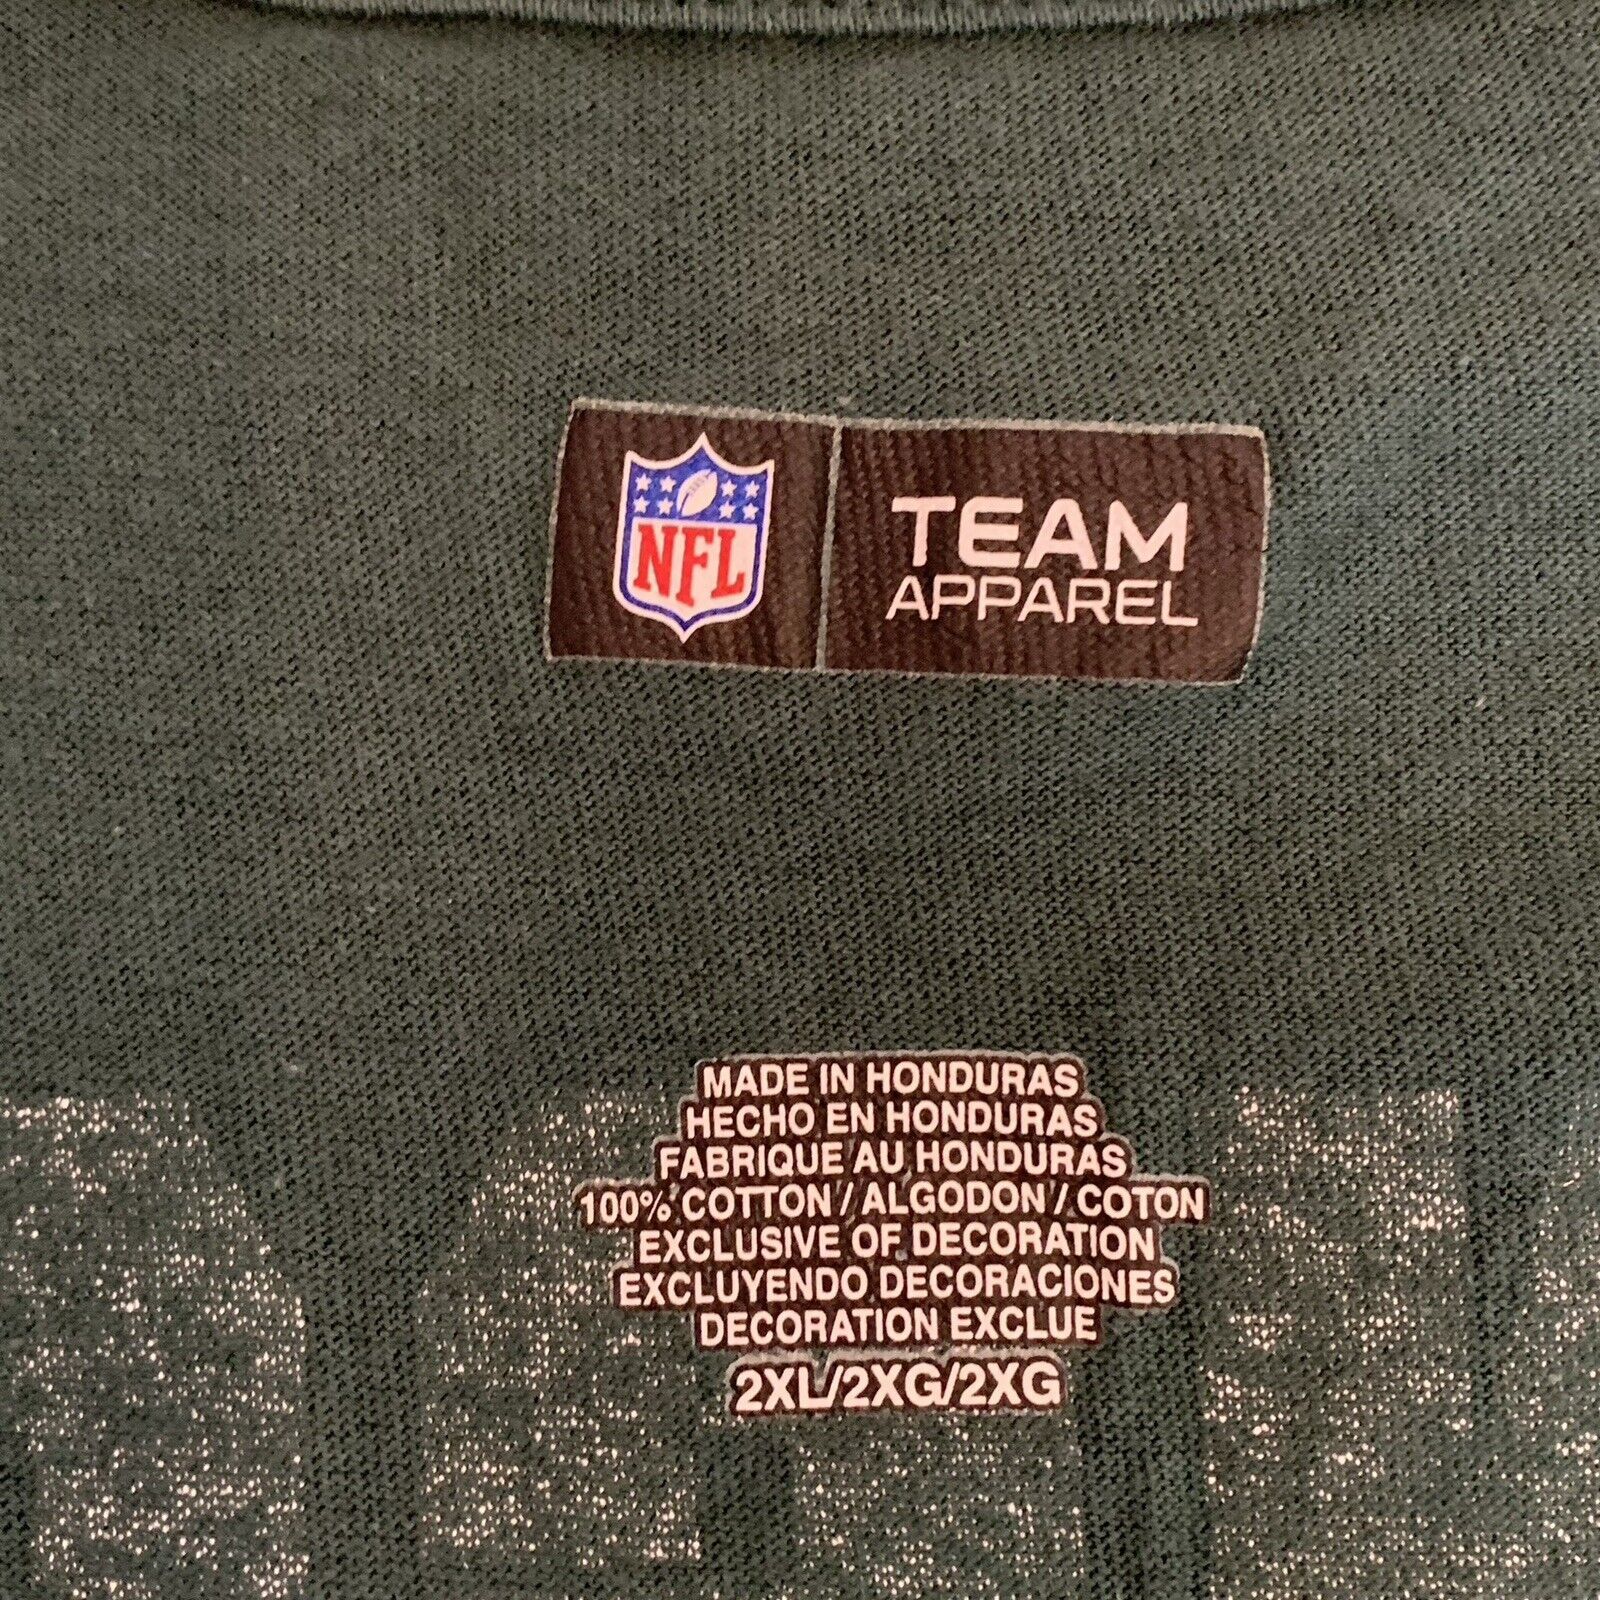 NFL
TEAM
APPAREL
MADE IN HONDURAS
HECHO EN HONDURAS
FABRIQUE AU HONDURAS
100% COTTON / ALGODON / COTON
EXCLUSIVE OF DECORATION
EXCLUYENDO DECORACIONES
DECORATION EXCLUE
2XL/2XG/2XG